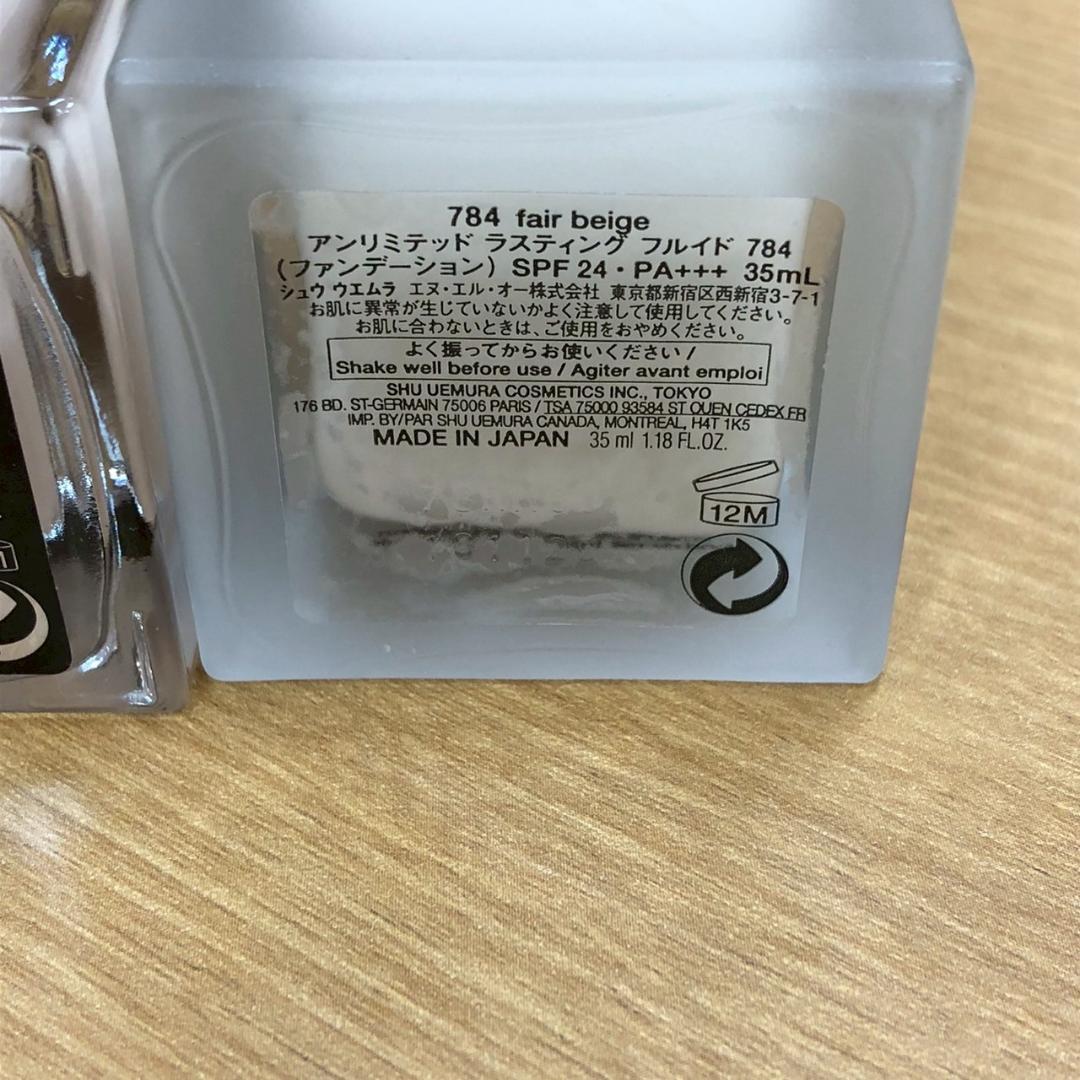 784 fair beige
アンリミテッド ラスティング フルイド 784
(ファンデーション) SPF 24・PA+++ 35mL
シュウ ウエムラ エヌ・エル・オー株式会社 東京都新宿区西新宿3-7-1
お肌に異常が生じていないかよく注意して使用してください。
お肌に合わないときは、ご使用をおやめください。
よく振ってからお使いください /
Shake well before use / Agiter avant emploi
SHU UEMURA COSMETICS INC., TOKYO
176 BD. ST-GERMAIN 75006 PARIS / TSA 75000 93584 ST OUEN CEDEX FR
IMP. BY/PAR SHU UEMURA CANADA, MONTREAL, H4T 1K5
MADE IN JAPAN 35 ml 1.18 FL.OZ.
12M